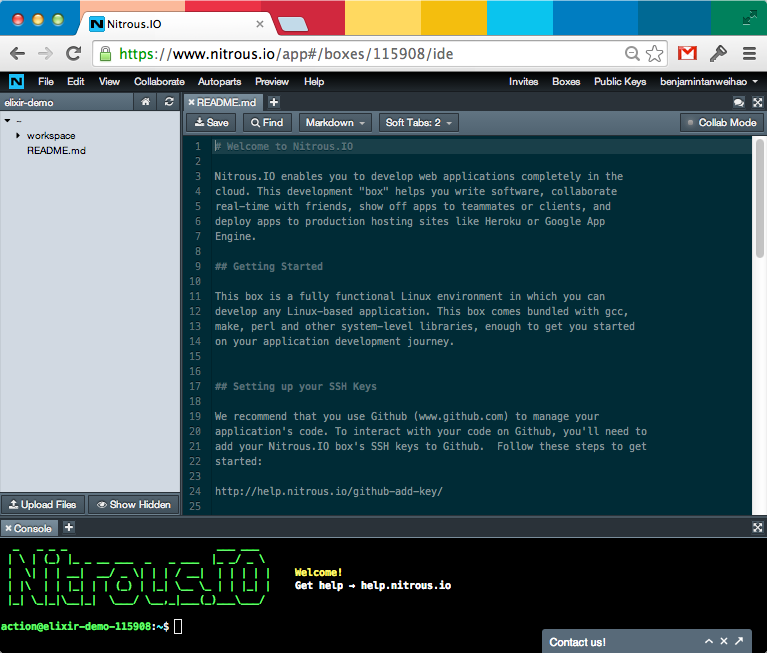 Nitrous.IO
https://www.nitrous.io/app#/boxes/115908/ide
N File Edit View Collaborate Autoparts Preview Help Invites Boxes Public Keys benjamintanweihao
elixir-demo
README.md
Save Find Markdown Soft Tabs: 2 Collab Mode
workspace
README.md
1 # Welcome to Nitrous.IO
2
3 Nitrous.IO enables you to develop web applications completely in the
4 cloud. This development "box" helps you write software, collaborate
5 real-time with friends, show off apps to teammates or clients, and
6 deploy apps to production hosting sites like Heroku or Google App
7 Engine.
8
9 ## Getting Started
10
11 This box is a fully functional Linux environment in which you can
12 develop any Linux-based application. This box comes bundled with gcc,
13 make, perl and other system-level libraries, enough to get you started
14 on your application development journey.
15
16
17 ## Setting up your SSH Keys
18
19 We recommend that you use Github (www.github.com) to manage your
20 application's code. To interact with your code on Github, you'll need to
21 add your Nitrous.IO box's SSH keys to Github.  Follow these steps to get
22 started:
23
24 http://help.nitrous.io/github-add-key/
25
Upload Files Show Hidden
Console
Nitrous.IO
Welcome!
Get help → help.nitrous.io
action@elixir-demo-115908:~$
Contact us!